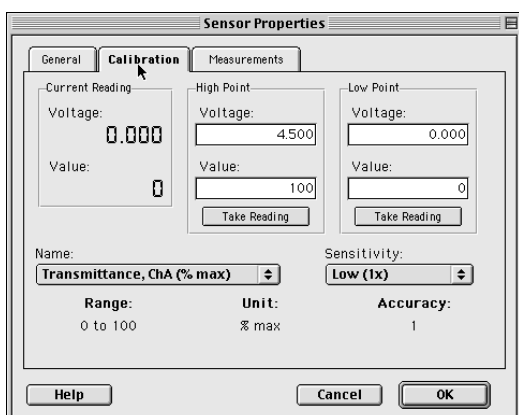 Sensor Properties
General Calibration Measurements
Current Reading
Voltage:
0.000
Value:
0
High Point
Voltage:
4.500
Value:
100
Take Reading
Low Point
Voltage:
0.000
Value:
0
Take Reading
Name:
Transmittance, ChA (% max)
Sensitivity:
Low (1x)
Range: Unit: Accuracy:
0 to 100 % max 1
Help Cancel OK